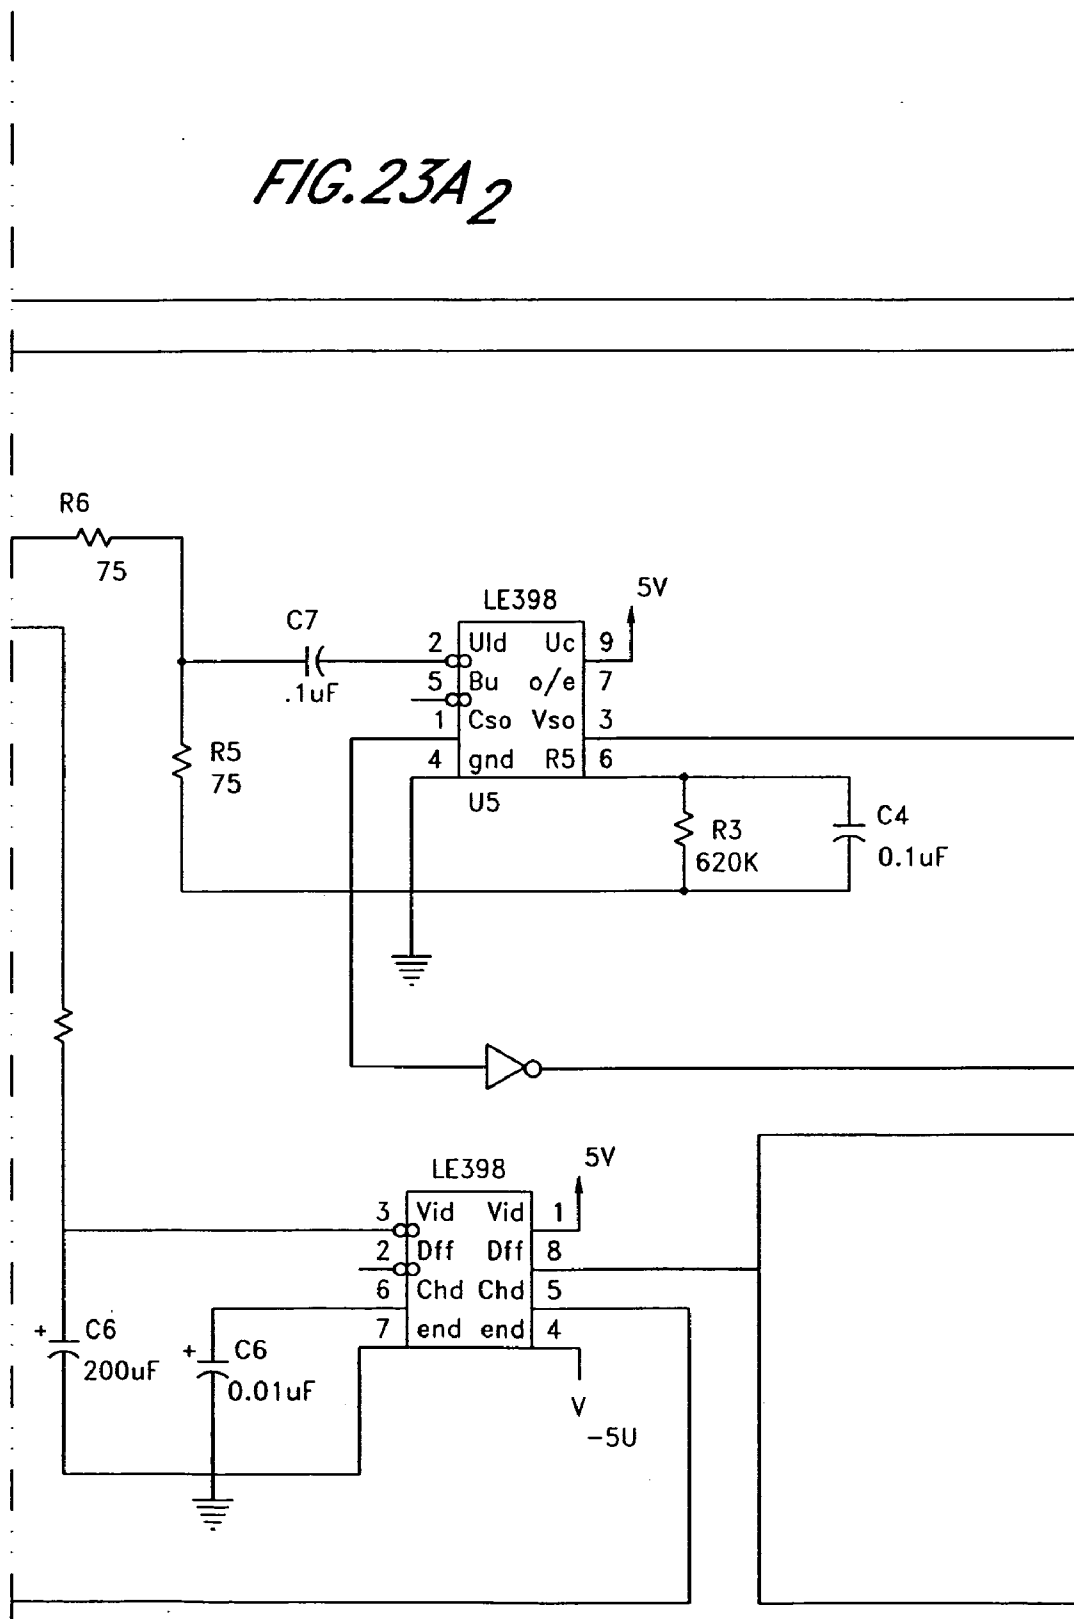 FIG.23A2
R6
75
C7
.1uF
R5
75
LE398
5V
2 Uld Uc 9
5 Bu o/e 7
1 Cso Vso 3
4 gnd R5 6
U5
R3
620K
C4
0.1uF
LE398
5V
3 Vid Vid 1
2 Dff Dff 8
6 Chd Chd 5
7 end end 4
+ C6
200uF
+ C6
0.01uF
V
-5U